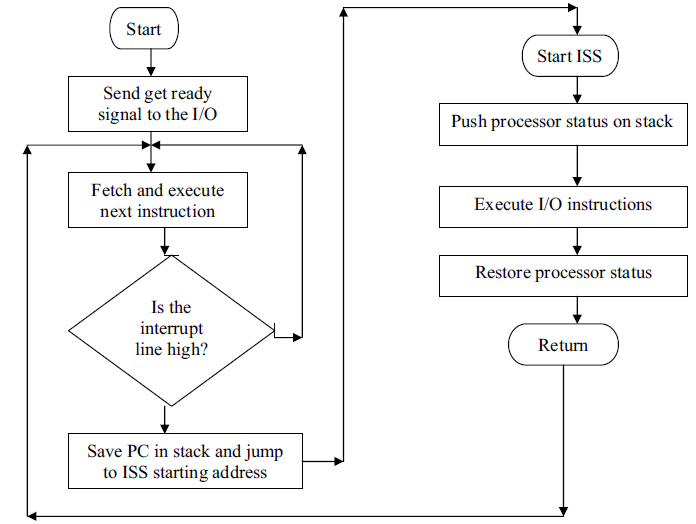 Start
Send get ready
signal to the I/O
Fetch and execute
next instruction
Is the
interrupt
line high?
Save PC in stack and jump
to ISS starting address
Start ISS
Push processor status on stack
Execute I/O instructions
Restore processor status
Return